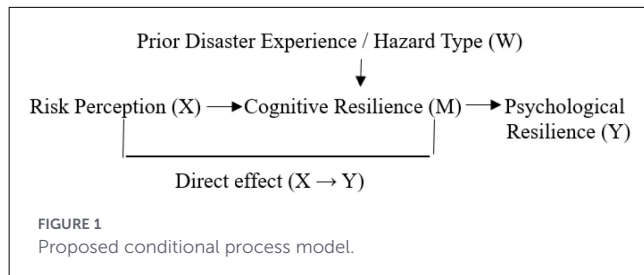 Prior Disaster Experience / Hazard Type (W)
Risk Perception (X) Cognitive Resilience (M) Psychological
Resilience (Y)
Direct effect (X → Y)
FIGURE 1
Proposed conditional process model.